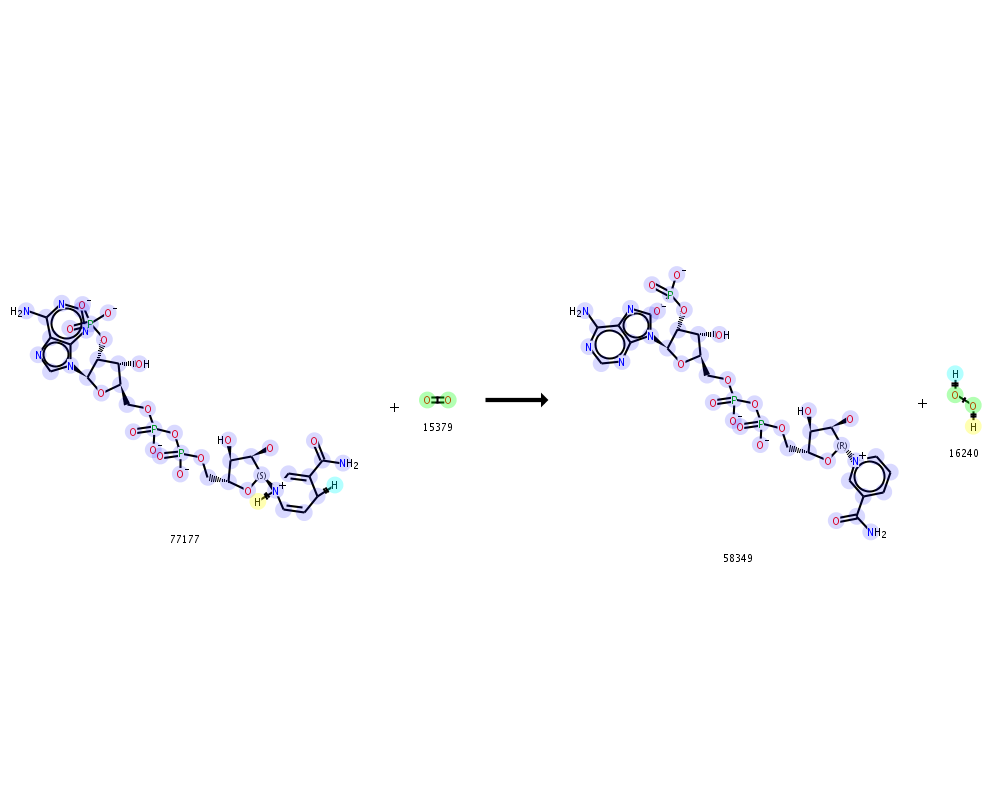 H2N N O- O- N O P N O N O OH O
O O P O O- O P O O O-
HO O (S) O H N+ O NH2 H
77177
+
O O
15379
O- O P O H2N N O- N N N O OH O
O O P O O- O P O O O-
HO O (R) O N+ O NH2
58349
+
H O O H
16240